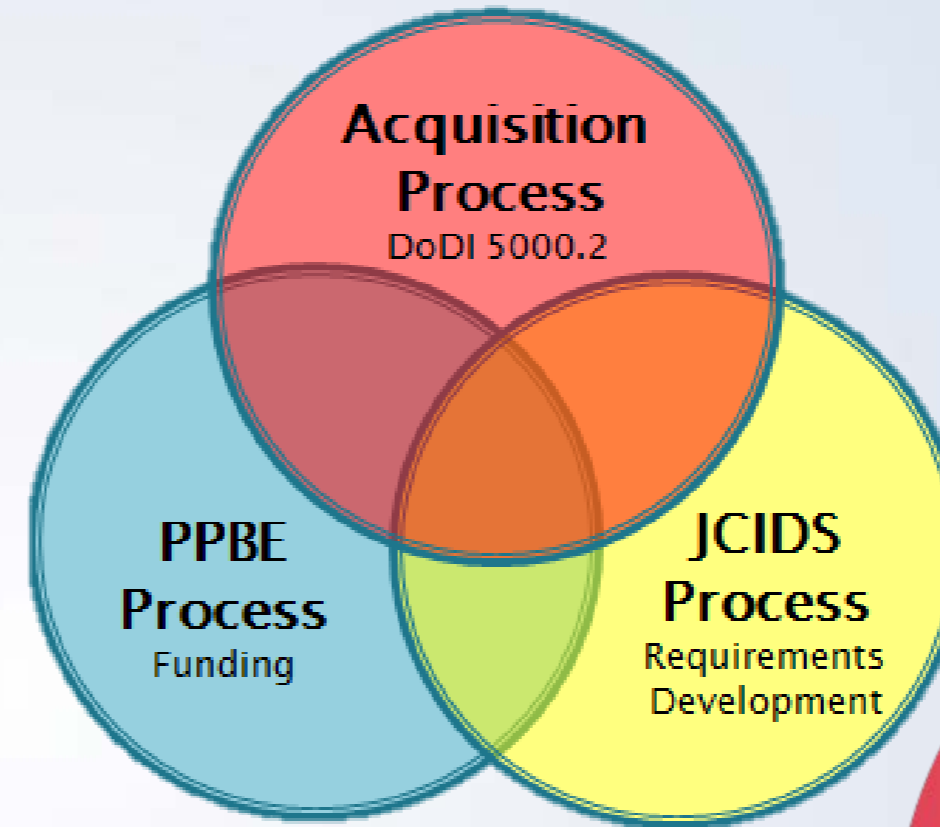 Acquisition
Process
DoDI 5000.2
PPBE
Process
Funding
JCIDS
Process
Requirements
Development